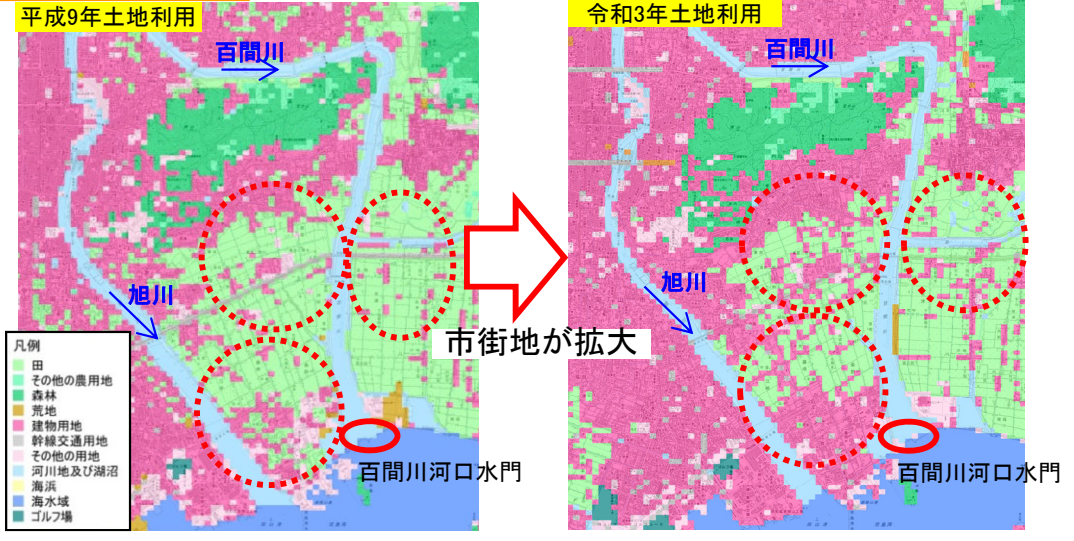 平成9年土地利用
令和3年土地利用
百間川
百間川
旭川
旭川
市街地が拡大
凡例
田
その他の農用地
森林
荒地
建物用地
幹線交通用地
その他の用地
河川地及び湖沼
海浜
海水域
ゴルフ場
百間川河口水門
百間川河口水門